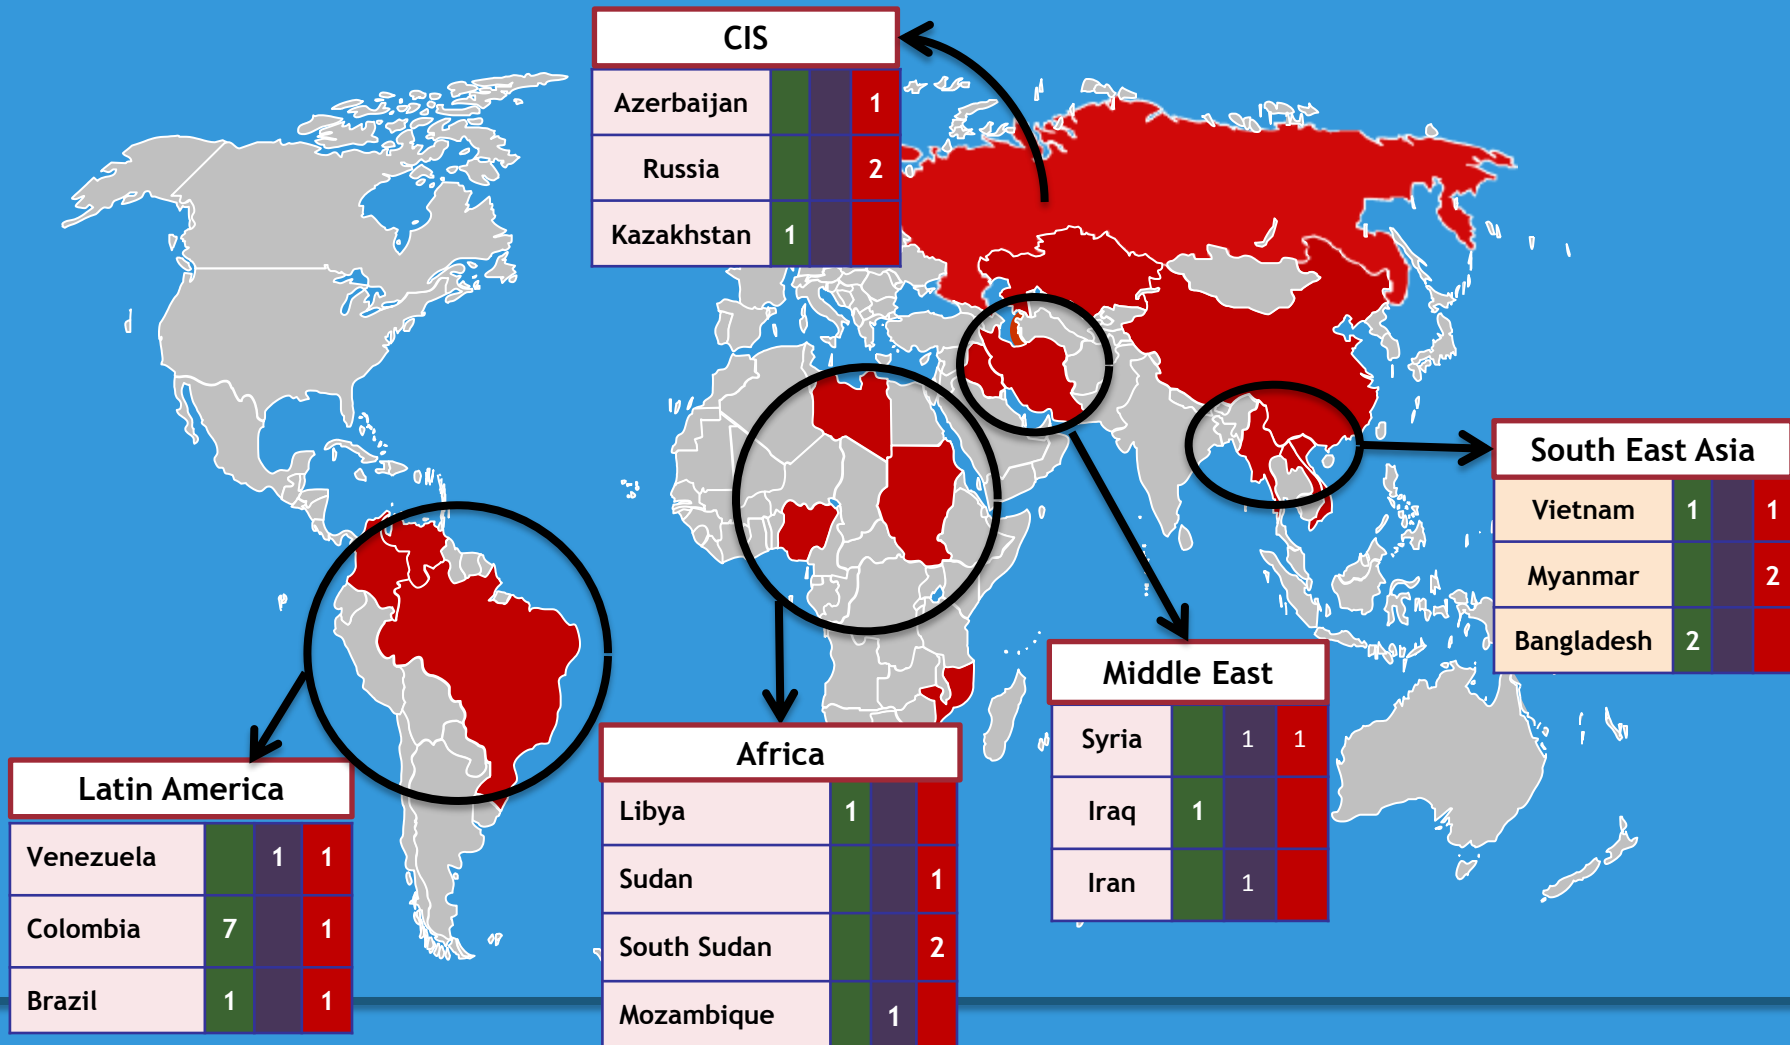 CIS
Azerbaijan 1
Russia 2
Kazakhstan 1
South East Asia
Vietnam 1 1
Myanmar 2
Bangladesh 2
Middle East
Syria 1 1
Iraq 1
Iran 1
Africa
Libya 1
Sudan 1
South Sudan 2
Mozambique 1
Latin America
Venezuela 1 1
Colombia 7 1
Brazil 1 1